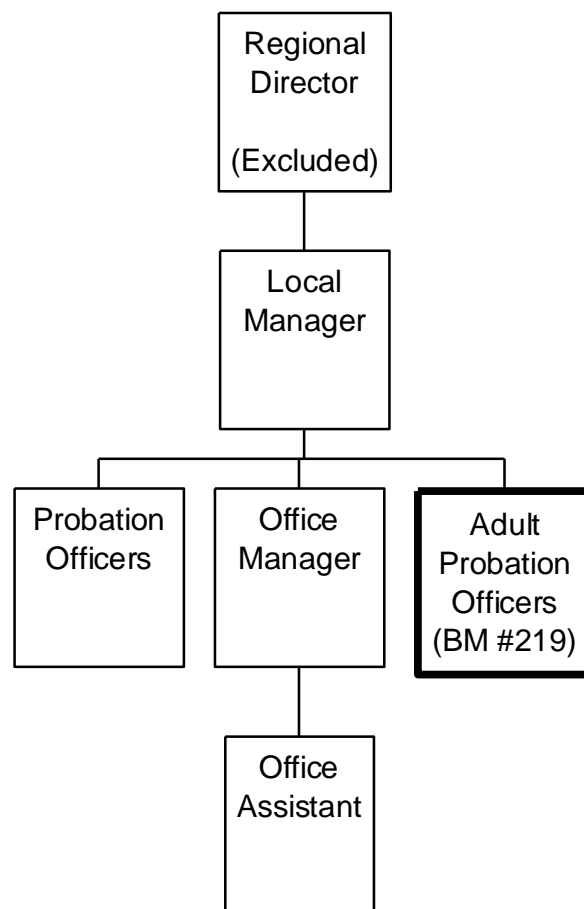 Regional
Director
(Excluded)
Local
Manager
Probation
Officers
Office
Manager
Adult
Probation
Officers
(BM #219)
Office
Assistant